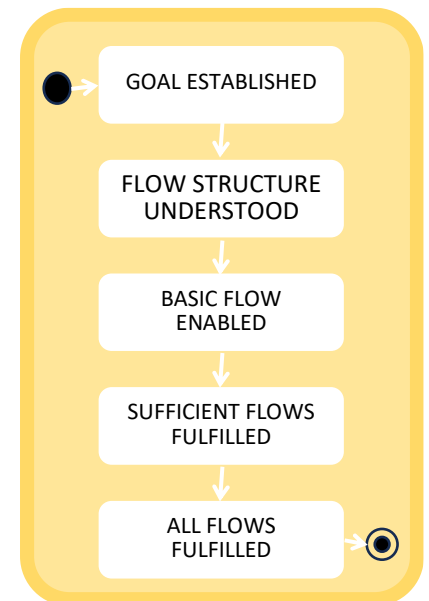 GOAL ESTABLISHED
FLOW STRUCTURE
UNDERSTOOD
BASIC FLOW
ENABLED
SUFFICIENT FLOWS
FULFILLED
ALL FLOWS
FULFILLED